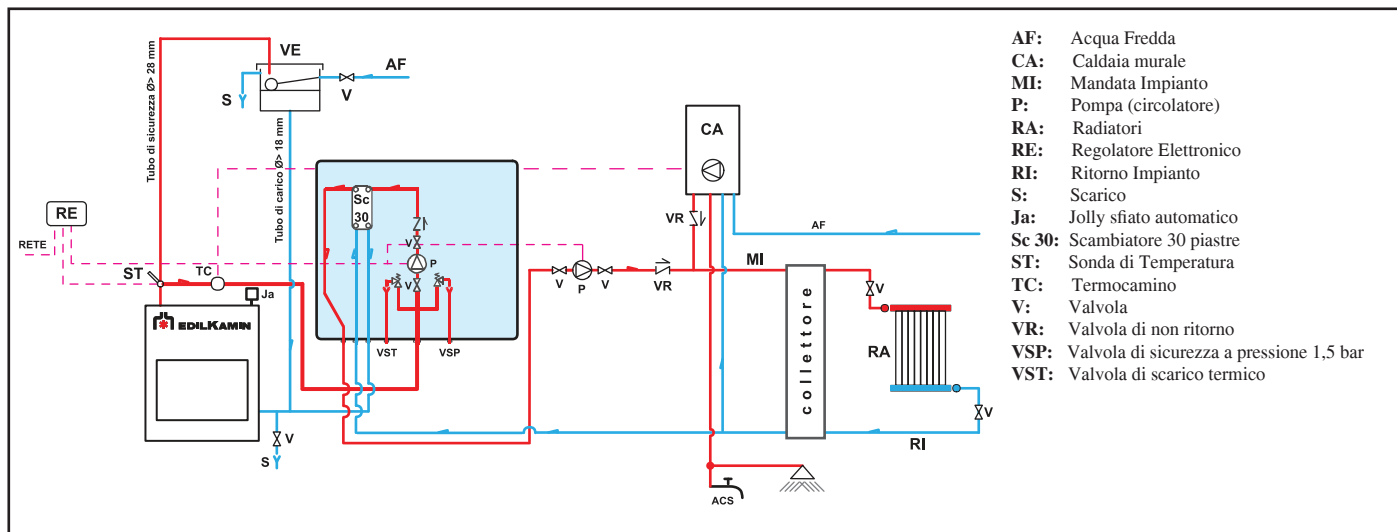 VE
AF
V
S
Tubo di sicurezza Ø> 28 mm
Tubo di carico Ø> 18 mm
RE
RETE
ST
TC
Ja
EDILKAMIN
V
S
Sc
30
V
P
V
VST
VSP
CA
VR
AF
V
P
V
VR
MI
collettore
V
RA
V
RI
ACS
AF: Acqua Fredda
CA: Caldaia murale
MI: Mandata Impianto
P: Pompa (circolatore)
RA: Radiatori
RE: Regolatore Elettronico
RI: Ritorno Impianto
S: Scarico
Ja: Jolly sfiato automatico
Sc 30: Scambiatore 30 piastre
ST: Sonda di Temperatura
TC: Termocamino
V: Valvola
VR: Valvola di non ritorno
VSP: Valvola di sicurezza a pressione 1,5 bar
VST: Valvola di scarico termico